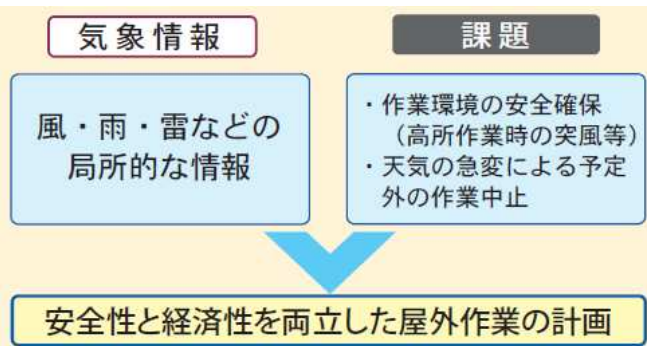 気象情報
風・雨・雷などの
局所的な情報
課題
・作業環境の安全確保
（高所作業時の突風等）
・天気の急変による予定
外の作業中止
安全性と経済性を両立した屋外作業の計画